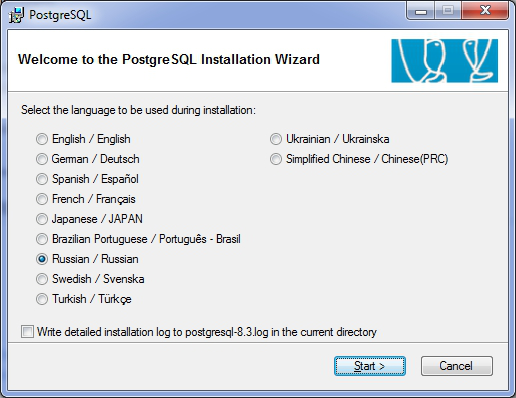 PostgreSQL
Welcome to the PostgreSQL Installation Wizard
Select the language to be used during installation:
English / English
German / Deutsch
Spanish / Español
French / Français
Japanese / JAPAN
Brazilian Portuguese / Português - Brasil
Russian / Russian
Swedish / Svenska
Turkish / Türkçe
Ukrainian / Ukrainska
Simplified Chinese / Chinese(PRC)
Write detailed installation log to postgresql-8.3.log in the current directory
Start >
Cancel